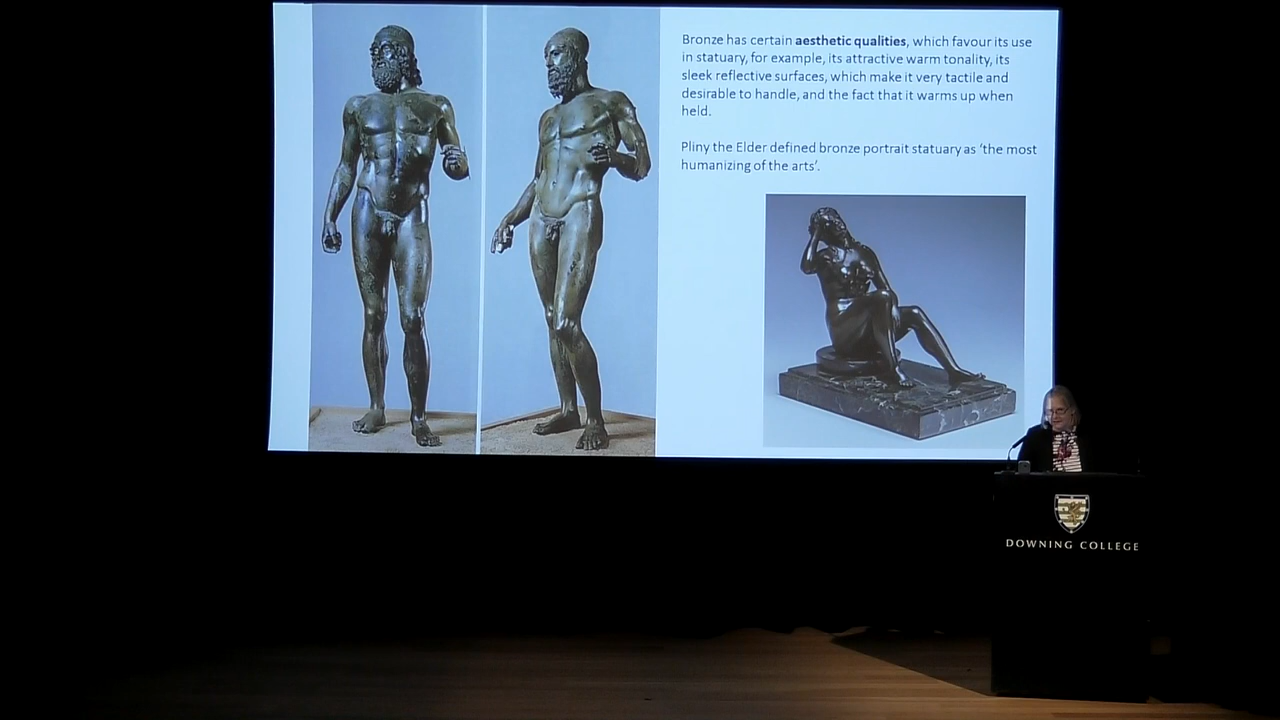 Bronze has certain aesthetic qualities, which favour its use
in statuary, for example, its attractive warm tonality, its
sleek reflective surfaces, which make it very tactile and
desirable to handle, and the fact that it warms up when
held.
Pliny the Elder defined bronze portrait statuary as ‘the most
humanizing of the arts’.
DOWNING COLLEGE